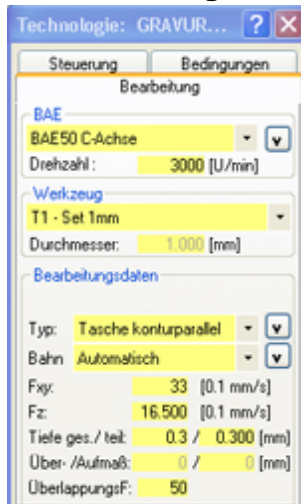 Technologie: GRAVUR...
Steuerung Bedingungen
Bearbeitung
BAE
BAE50 C-Achse
Drehzahl: 3000 [U/min]
Werkzeug
T1 - Set 1mm
Durchmesser: 1.000 [mm]
Bearbeitungsdaten
Typ: Tasche konturparallel
Bahn Automatisch
Fxy: 33 [0.1 mm/s]
Fz: 16.500 [0.1 mm/s]
Tiefe ges./ teil: 0.3 / 0.300 [mm]
Über- /Aufmaß: 0 / 0 [mm]
ÜberlappungsF: 50